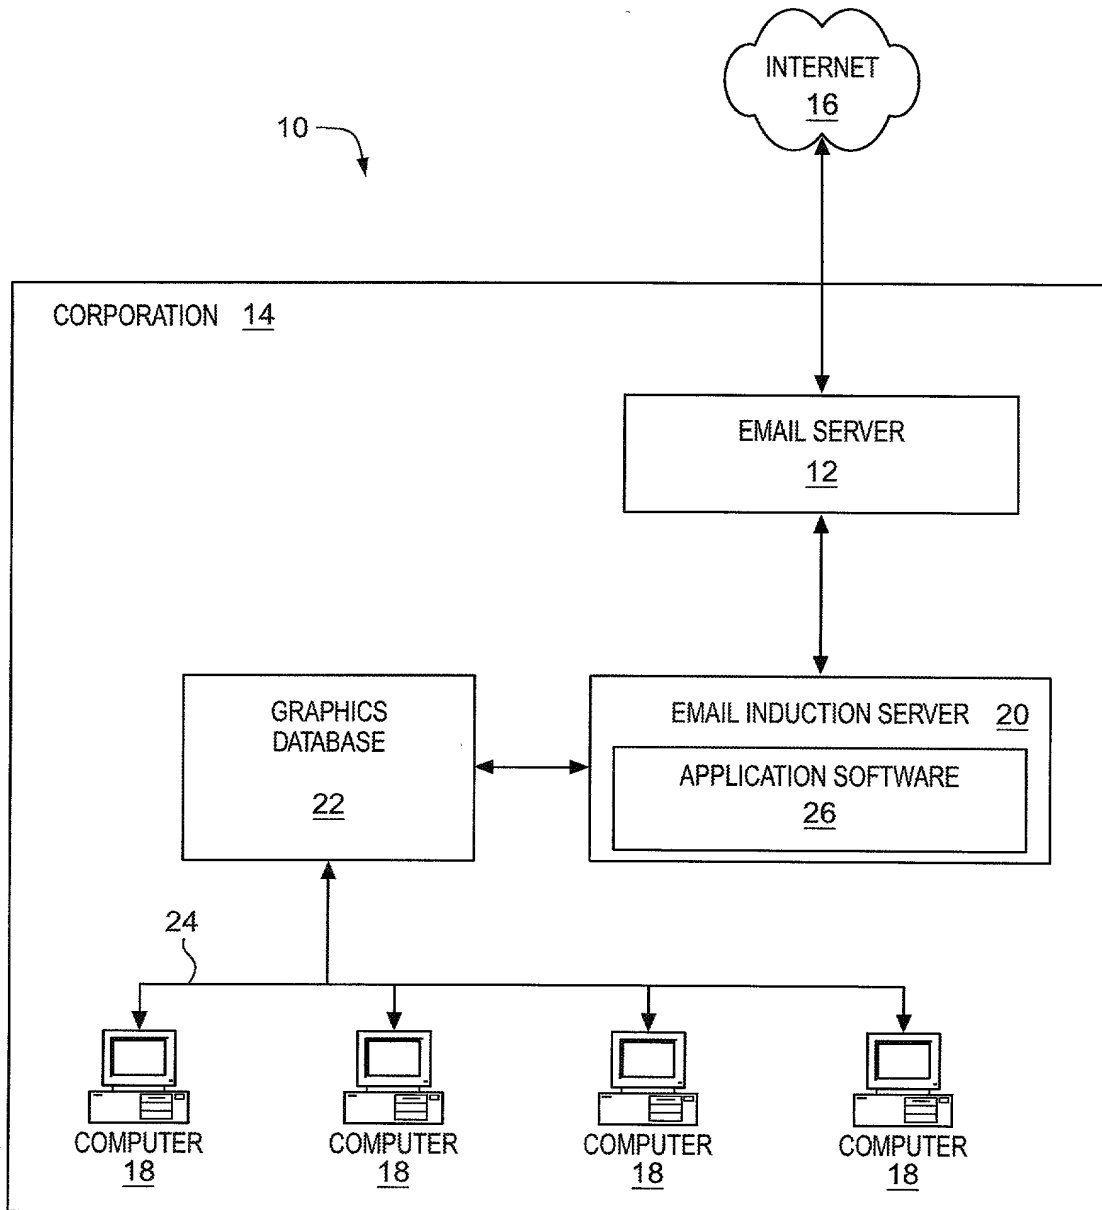 INTERNET
16
10
CORPORATION 14
EMAIL SERVER
12
GRAPHICS
DATABASE
22
EMAIL INDUCTION SERVER 20
APPLICATION SOFTWARE
26
24
COMPUTER
18
COMPUTER
18
COMPUTER
18
COMPUTER
18